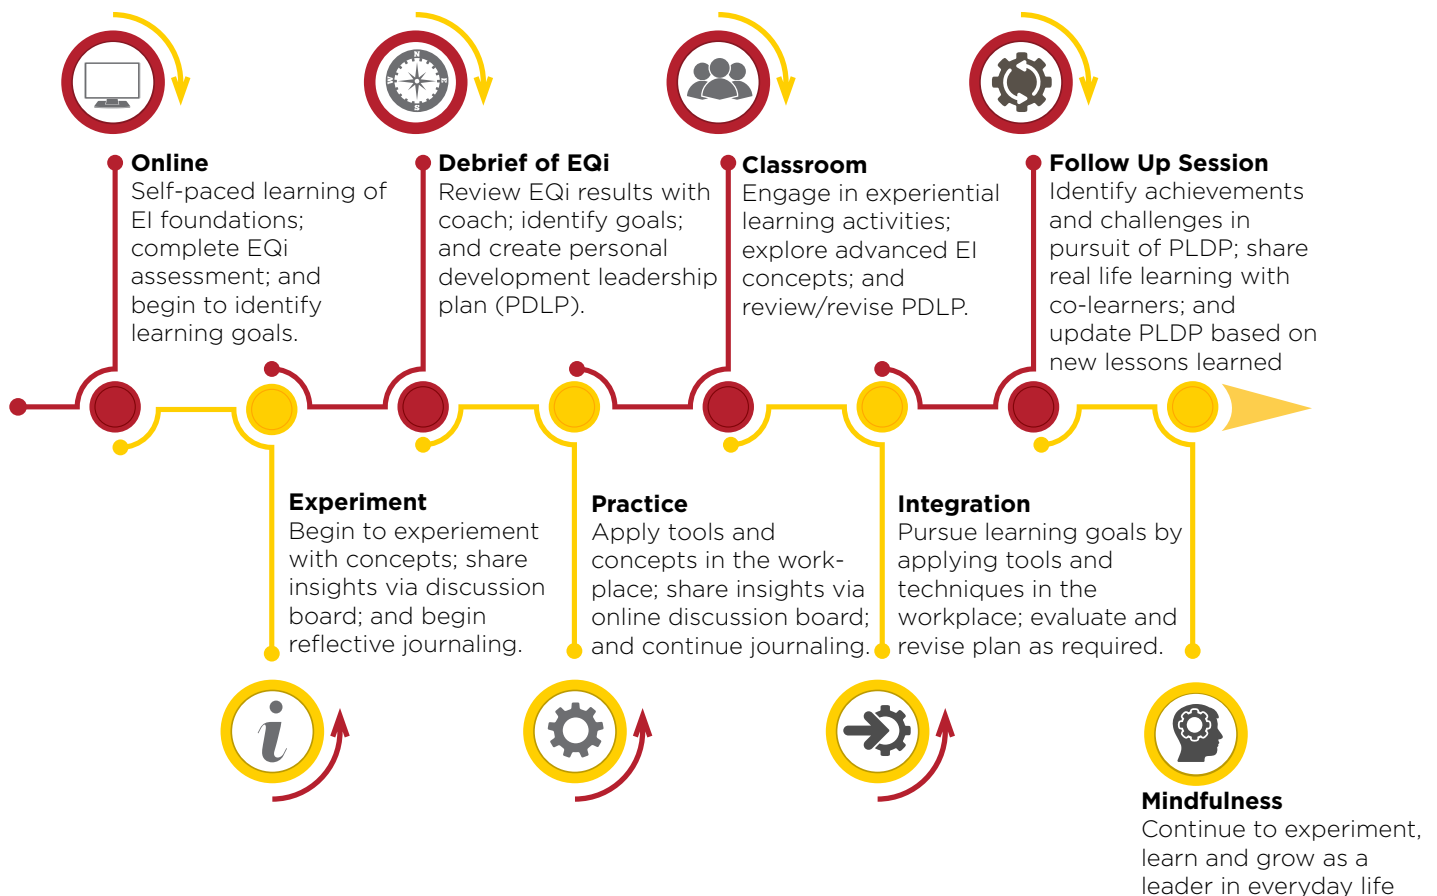 Online
Self-paced learning of
EI foundations;
complete EQi
assessment; and
begin to identify
learning goals.
Debrief of EQi
Review EQi results with
coach; identify goals;
and create personal
development leadership
plan (PDLP).
Classroom
Engage in experiential
learning activities;
explore advanced EI
concepts; and
review/revise PDLP.
Follow Up Session
Identify achievements
and challenges in
pursuit of PLDP; share
real life learning with
co-learners; and
update PLDP based on
new lessons learned
Experiment
Begin to experiement
with concepts; share
insights via discussion
board; and begin
reflective journaling.
Practice
Apply tools and
concepts in the work-
place; share insights via
online discussion board;
and continue journaling.
Integration
Pursue learning goals by
applying tools and
techniques in the
workplace; evaluate and
revise plan as required.
Mindfulness
Continue to experiment,
learn and grow as a
leader in everyday life
N
W
E
S
i